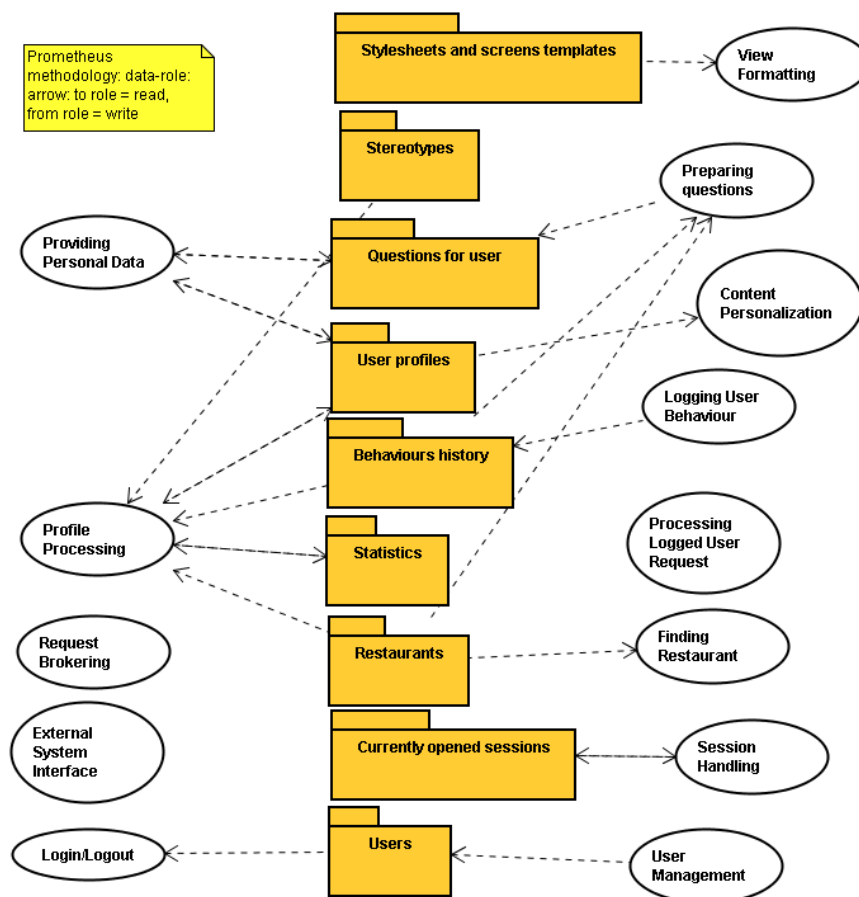 Prometheus
methodology: data-role:
arrow: to role = read,
from role = write
Stylesheets and screens templates
View
Formatting
Stereotypes
Preparing
questions
Providing
Personal Data
Questions for user
Content
Personalization
User profiles
Logging User
Behaviour
Behaviours history
Profile
Processing
Statistics
Processing
Logged User
Request
Request
Brokering
Restaurants
Finding
Restaurant
External
System
Interface
Currently opened sessions
Session
Handling
Login/Logout
Users
User
Management